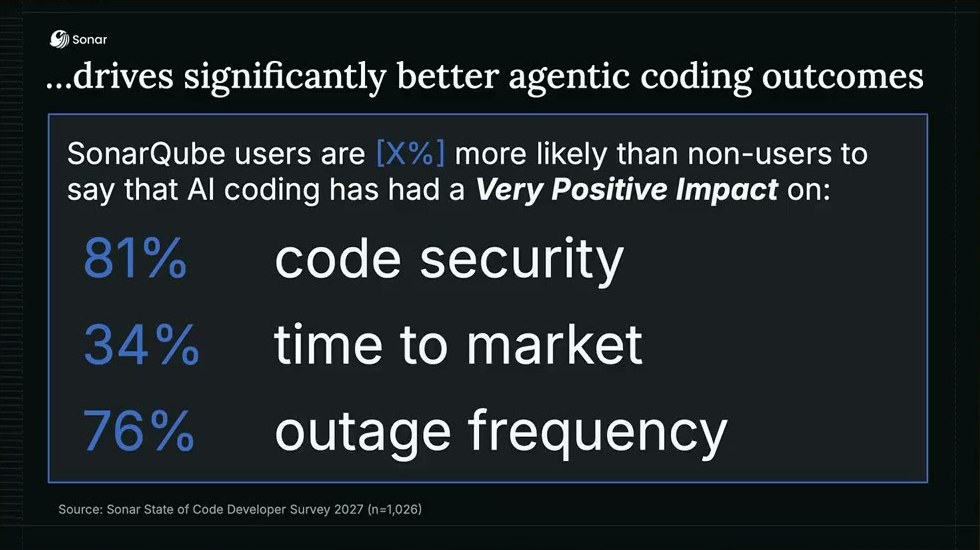 Sonar
...drives significantly better agentic coding outcomes
SonarQube users are [X%] more likely than non-users to
say that AI coding has had a Very Positive Impact on:
81% code security
34% time to market
76% outage frequency
Source: Sonar State of Code Developer Survey 2027 (n=1,026)